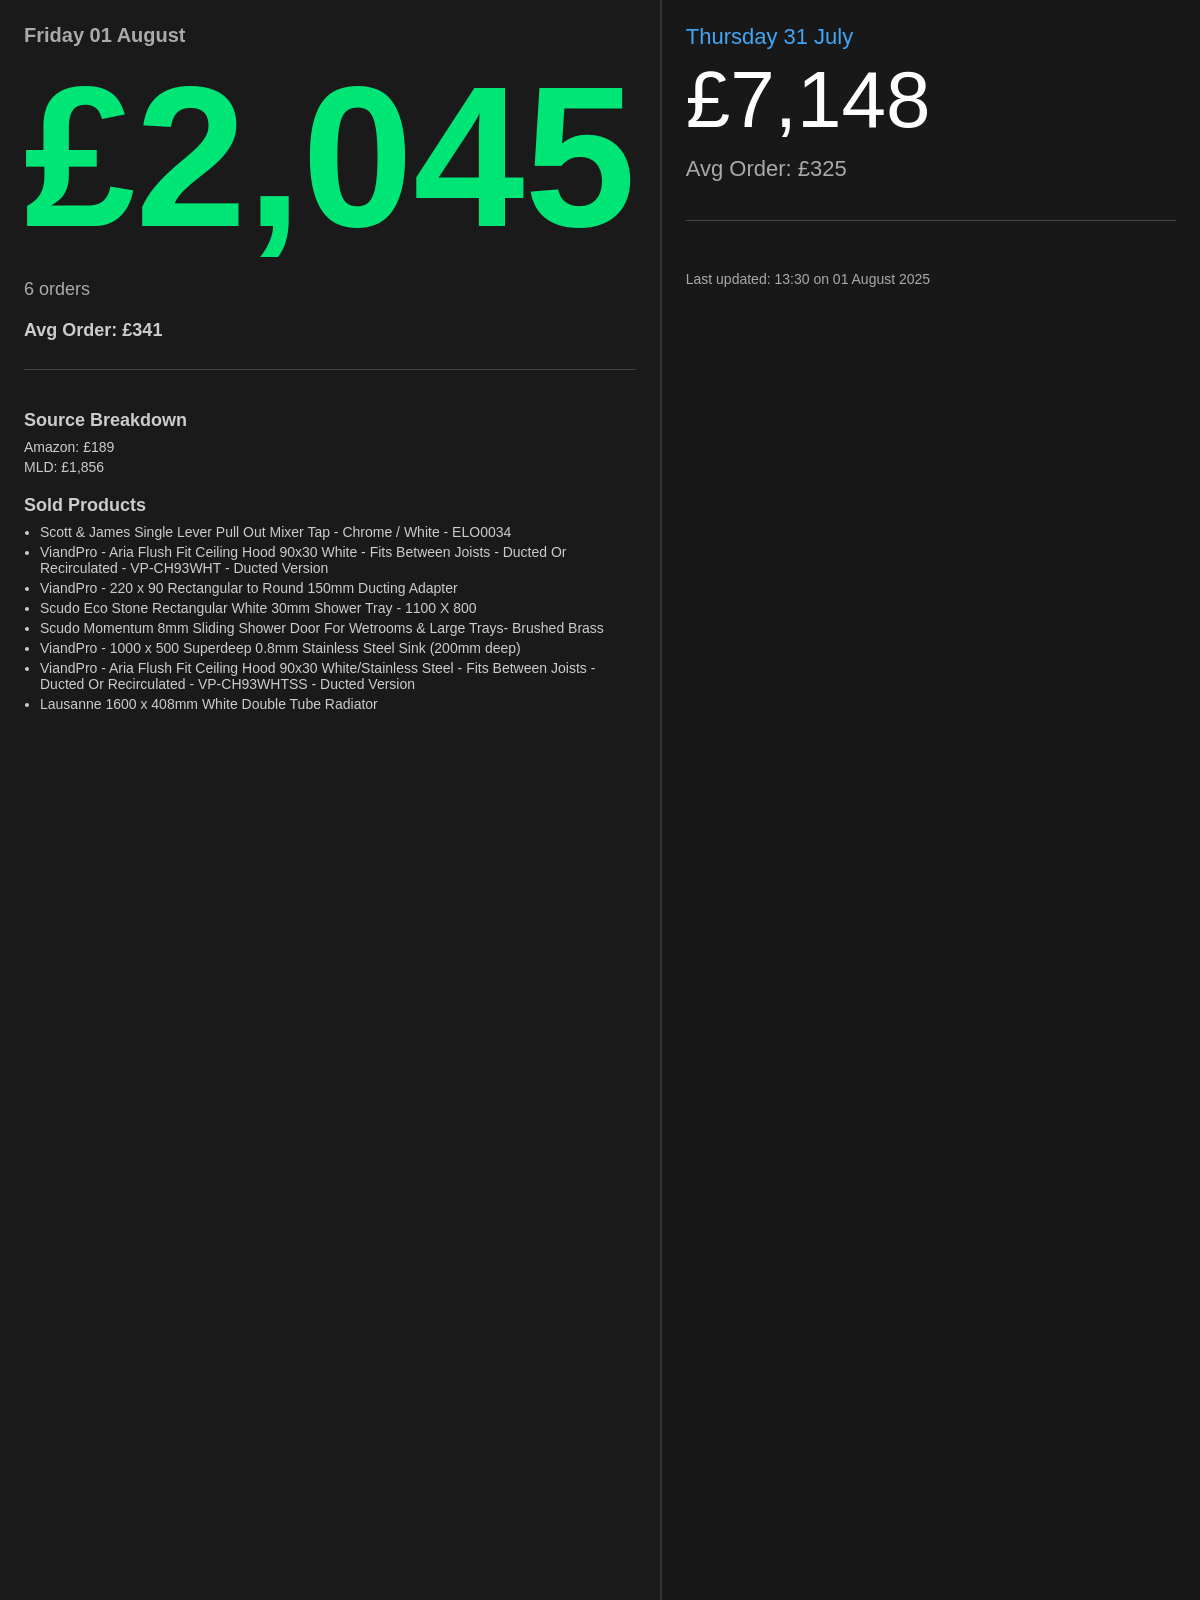 Friday 01 August
£2,045
6 orders
Avg Order: £341
Source Breakdown
Amazon: £189
MLD: £1,856
Sold Products
• Scott & James Single Lever Pull Out Mixer Tap - Chrome / White - ELO0034
• ViandPro - Aria Flush Fit Ceiling Hood 90x30 White - Fits Between Joists - Ducted Or
Recirculated - VP-CH93WHT - Ducted Version
• ViandPro - 220 x 90 Rectangular to Round 150mm Ducting Adapter
• Scudo Eco Stone Rectangular White 30mm Shower Tray - 1100 X 800
• Scudo Momentum 8mm Sliding Shower Door For Wetrooms & Large Trays- Brushed Brass
• ViandPro - 1000 x 500 Superdeep 0.8mm Stainless Steel Sink (200mm deep)
• ViandPro - Aria Flush Fit Ceiling Hood 90x30 White/Stainless Steel - Fits Between Joists -
Ducted Or Recirculated - VP-CH93WHTSS - Ducted Version
• Lausanne 1600 x 408mm White Double Tube Radiator
Thursday 31 July
£7,148
Avg Order: £325
Last updated: 13:30 on 01 August 2025